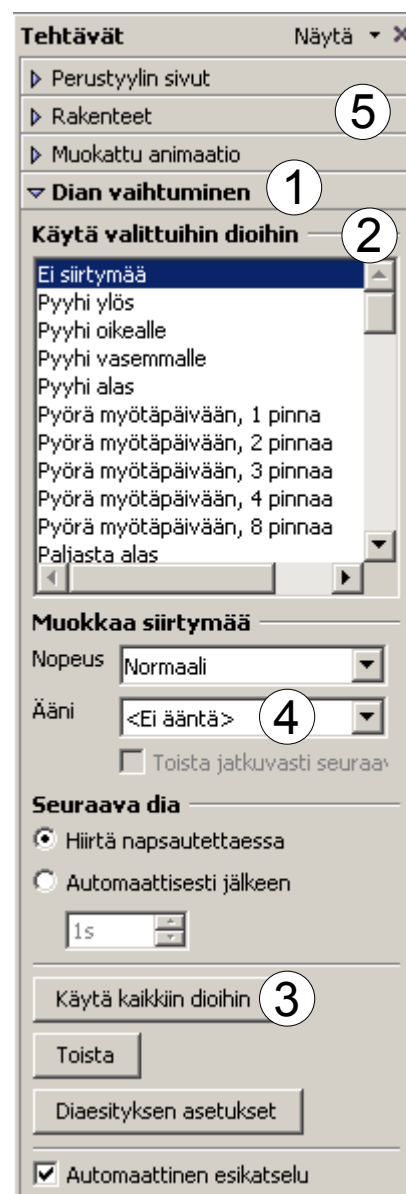 Tehtävät Näytä
Perustyylin sivut
Rakenteet 5
Muokattu animaatio
Dian vaihtuminen 1
Käytä valittuihin dioihin 2
Ei siirtymää
Pyyhi ylös
Pyyhi oikealle
Pyyhi vasemmalle
Pyyhi alas
Pyörä myötäpäivään, 1 pinna
Pyörä myötäpäivään, 2 pinnaa
Pyörä myötäpäivään, 3 pinnaa
Pyörä myötäpäivään, 4 pinnaa
Pyörä myötäpäivään, 8 pinnaa
Paljasta alas
Muokkaa siirtymää
Nopeus Normaali
Ääni <Ei ääntä> 4
Toista jatkuvasti seuraav
Seuraava dia
Hiirtä napsautettaessa
Automaattisesti jälkeen
1s
Käytä kaikkiin dioihin 3
Toista
Diaesityksen asetukset
Automaattinen esikatselu